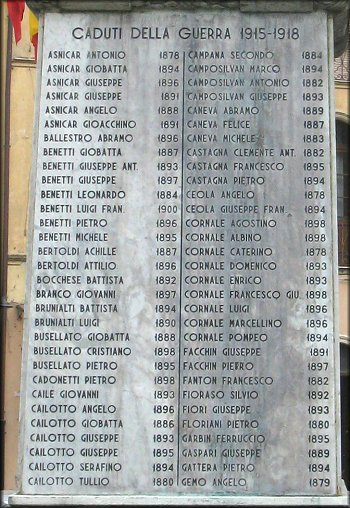 CADUTI DELLA GUERRA 1915-1918
ASNICAR ANTONIO 1878
ASNICAR GIOBATTA 1894
ASNICAR GIUSEPPE 1896
ASNICAR GIUSEPPE 1891
ASNICAR ANGELO 1888
ASNICAR GIOACCHINO 1891
BALLESTRO ABRAMO 1896
BENETTI GIOBATTA 1887
BENETTI GIUSEPPE ANT. 1893
BENETTI GIUSEPPE 1897
BENETTI LEONARDO 1884
BENETTI LUIGI FRAN. 1900
BENETTI PIETRO 1896
BENETTI MICHELE 1895
BERTOLDI ACHILLE 1887
BERTOLDI ATTILIO 1896
BOCCHESE BATTISTA 1892
BRANCO GIOVANNI 1897
BRUNIALTI BATTISTA 1894
BRUNIALTI LUIGI 1890
BUSELLATO GIOBATTA 1888
BUSELLATO CRISTIANO 1898
BUSELLATO PIETRO 1895
CADONETTI PIETRO 1898
CAILE GIOVANNI 1893
CAILOTTO ANGELO 1896
CAILOTTO GIOBATTA 1886
CAILOTTO GIUSEPPE 1893
CAILOTTO GIUSEPPE 1895
CAILOTTO SERAFINO 1894
CAILOTTO TULLIO 1880
CAMPANA SECONDO 1884
CAMPOSILVAN MARCO 1894
CAMPOSILVAN ANTONIO 1882
CAMPOSILVAN GIUSEPPE 1893
CANEVA ABRAMO 1889
CANEVA FELICE 1887
CANEVA MICHELE 1883
CASTAGNA CLEMENTE ANT. 1882
CASTAGNA FRANCESCO 1895
CASTAGNA PIETRO 1894
CEOLA ANGELO 1878
CEOLA GIUSEPPE FRAN. 1894
CORNALE AGOSTINO 1898
CORNALE ALBINO 1898
CORNALE CATERINO 1878
CORNALE DOMENICO 1893
CORNALE ENRICO 1893
CORNALE FRANCESCO GIU. 1898
CORNALE LUIGI 1896
CORNALE MARCELLINO 1896
CORNALE POMPEO 1894
FACCHIN GIUSEPPE 1891
FACCHIN PIETRO 1897
FANTON FRANCESCO 1882
FIORASO SILVIO 1892
FIORI GIUSEPPE 1893
FLORIANI PIETRO 1880
GARBIN FERRUCCIO 1895
GASPARI GIUSEPPE 1889
GATTERA PIETRO 1894
GEMO ANGELO 1879